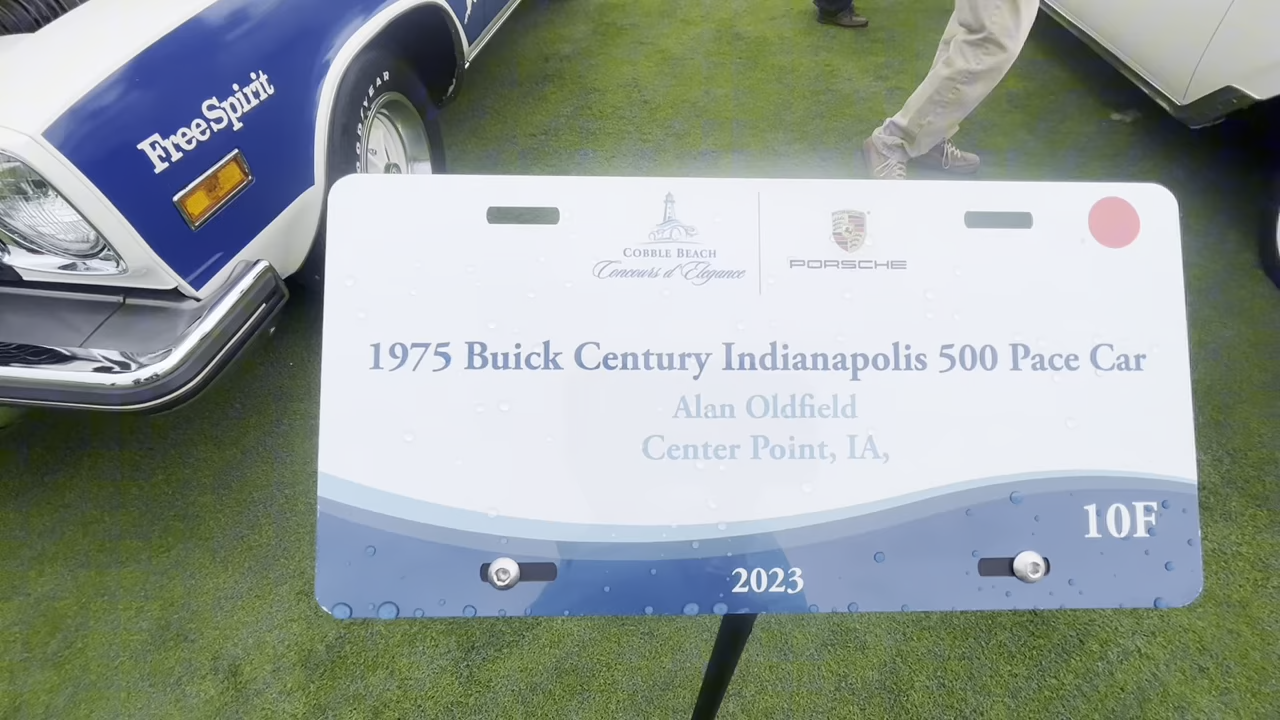 Free Spirit
GOODYEAR
COBBLE BEACH
Concours d'Elegance
PORSCHE
1975 Buick Century Indianapolis 500 Pace Car
Alan Oldfield
Center Point, IA,
10F
2023